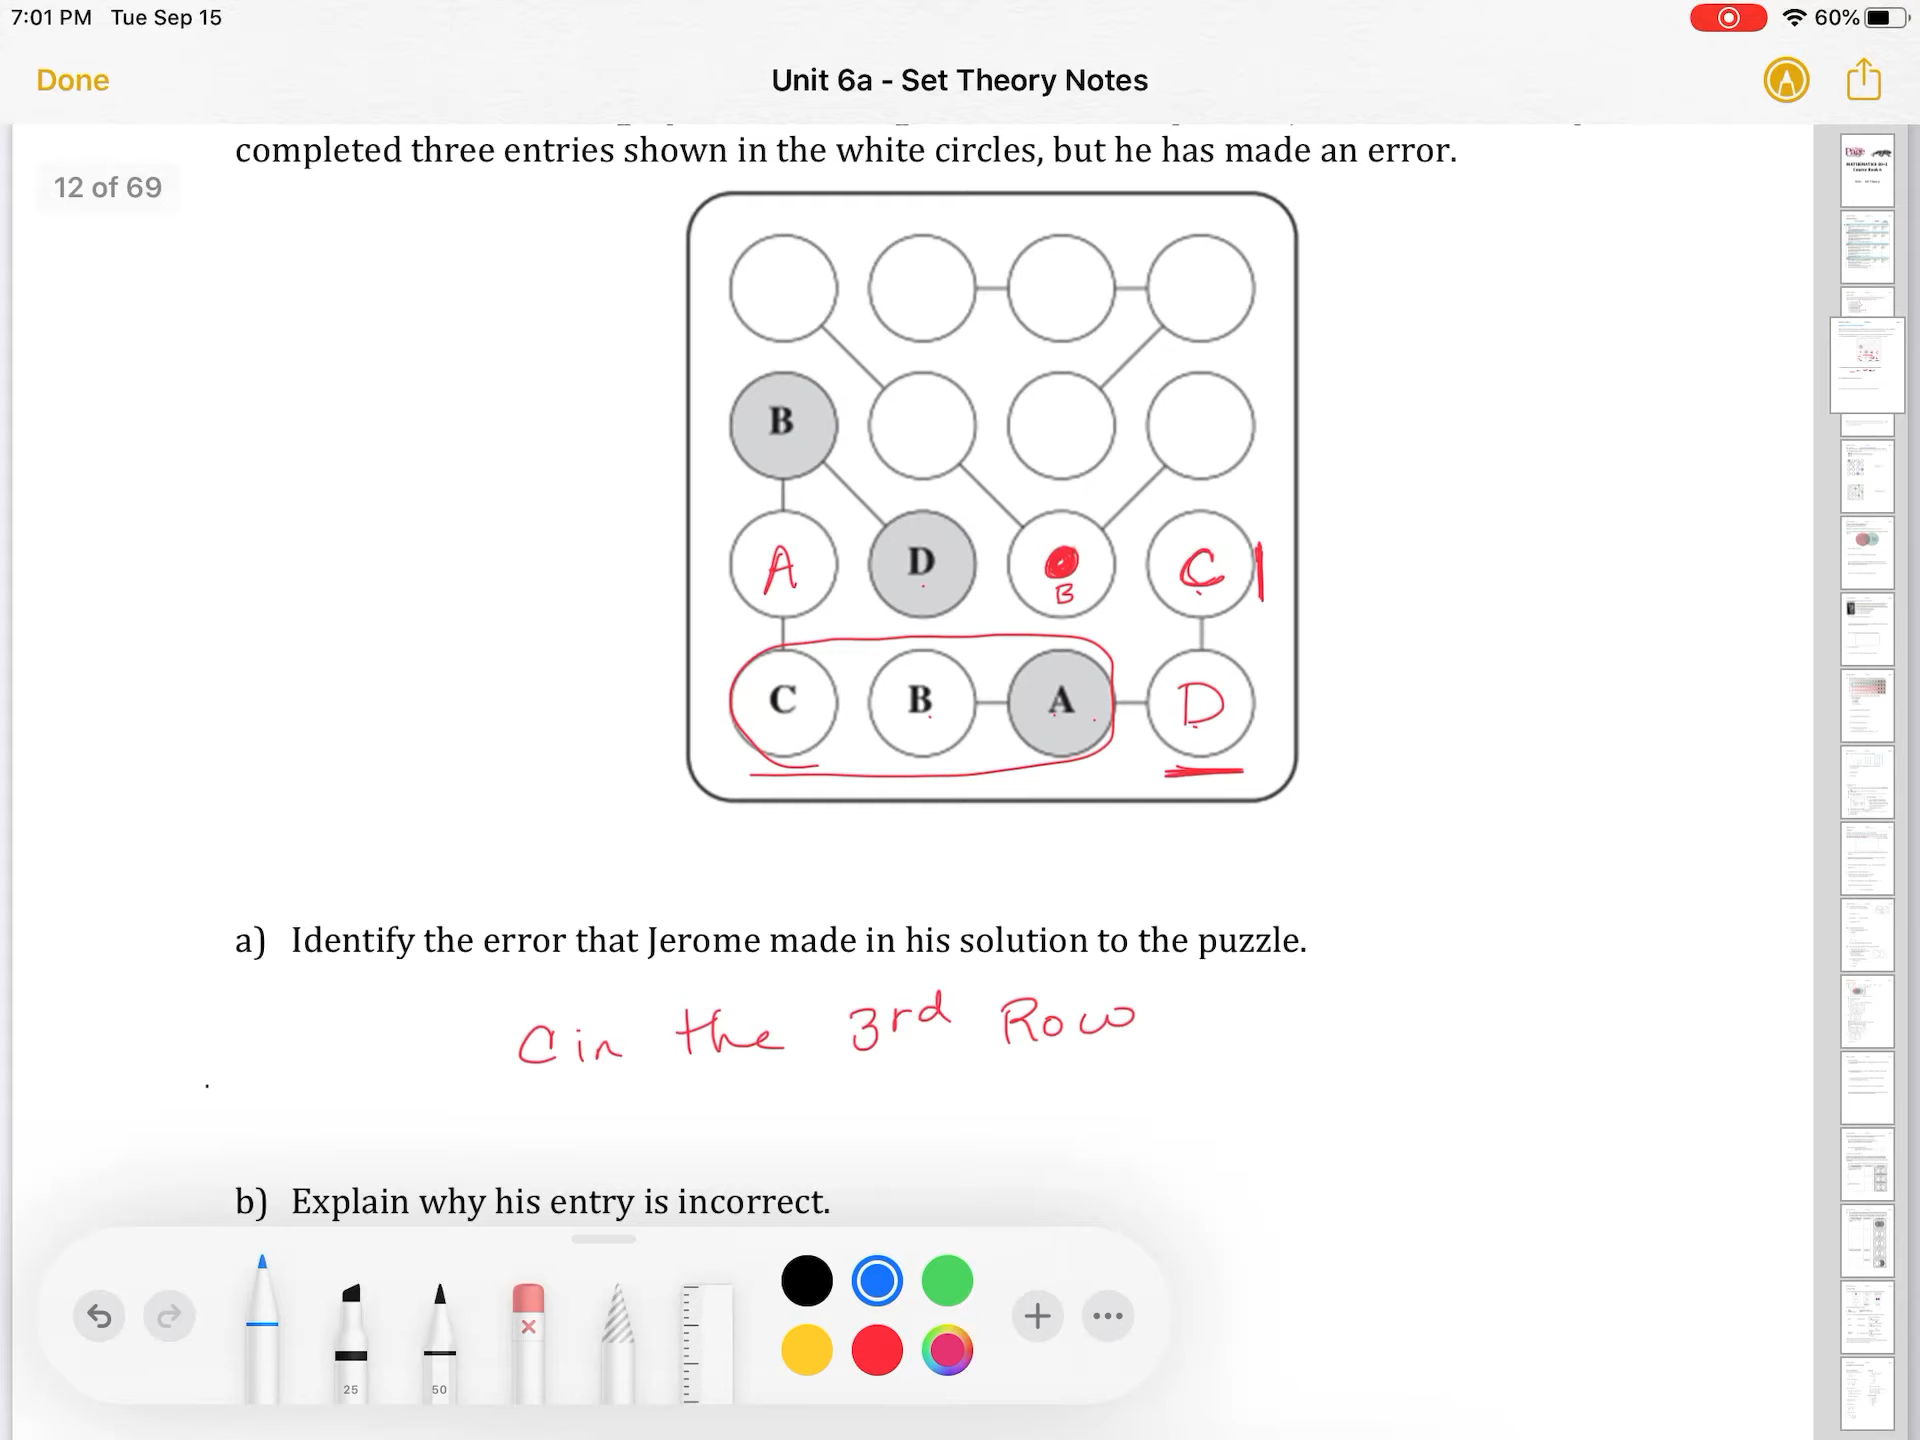 7:01 PM Tue Sep 15
60%
Done
Unit 6a - Set Theory Notes
completed three entries shown in the white circles, but he has made an error.
12 of 69
B
A D B C
C B A D
a) Identify the error that Jerome made in his solution to the puzzle.
C in the 3rd Row
b) Explain why his entry is incorrect.
25 50